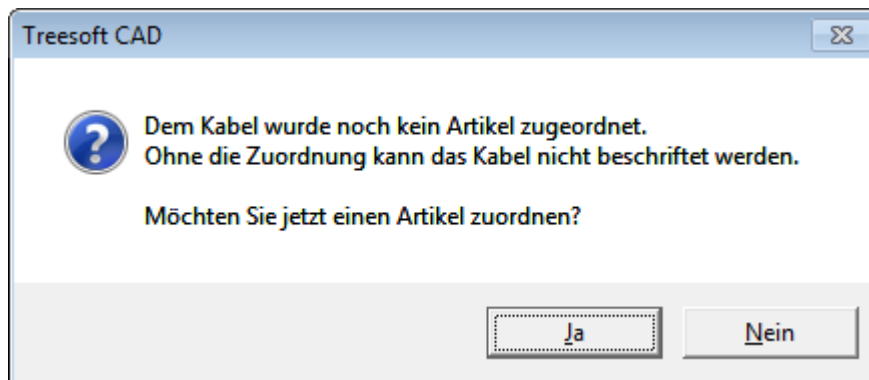 Treesoft CAD
Dem Kabel wurde noch kein Artikel zugeordnet.
Ohne die Zuordnung kann das Kabel nicht beschriftet werden.
Möchten Sie jetzt einen Artikel zuordnen?
Ja
Nein